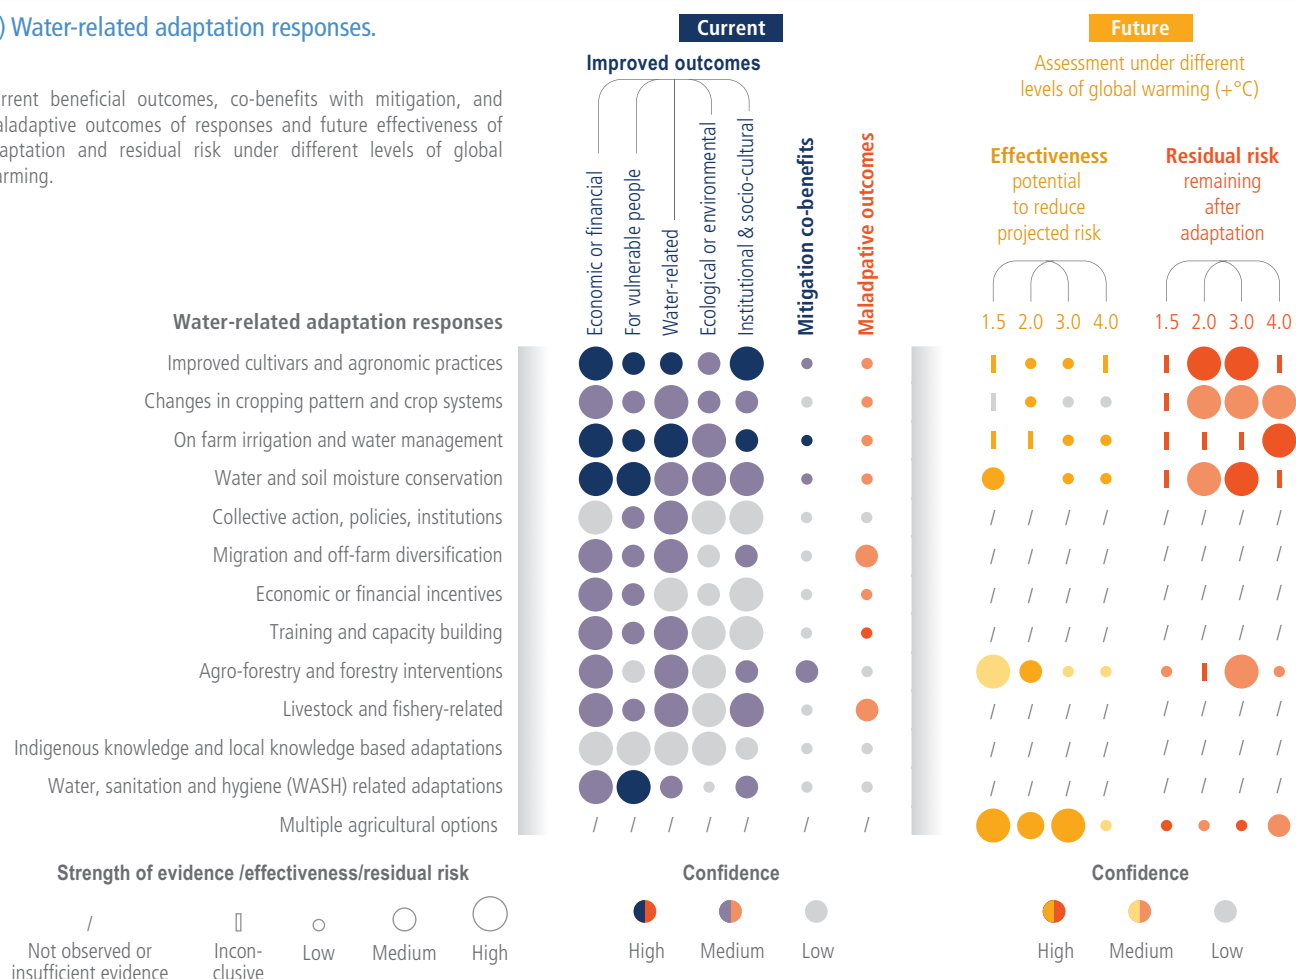 ) Water-related adaptation responses.
rrent beneficial outcomes, co-benefits with mitigation, and
aladaptive outcomes of responses and future effectiveness of
aptation and residual risk under different levels of global
arming.
Current
Improved outcomes
Economic or financial
For vulnerable people
Water-related
Ecological or environmental
Institutional & socio-cultural
Mitigation co-benefits
Maladpative outcomes
Future
Assessment under different
levels of global warming (+°C)
Effectiveness
potential
to reduce
projected risk
Residual risk
remaining
after
adaptation
1.5 2.0 3.0 4.0
1.5 2.0 3.0 4.0
Water-related adaptation responses
Improved cultivars and agronomic practices
Changes in cropping pattern and crop systems
On farm irrigation and water management
Water and soil moisture conservation
Collective action, policies, institutions / / / / / / / /
Migration and off-farm diversification / / / / / / / /
Economic or financial incentives / / / / / / / /
Training and capacity building / / / / / / / /
Agro-forestry and forestry interventions
Livestock and fishery-related / / / / / / / /
Indigenous knowledge and local knowledge based adaptations / / / / / / / /
Water, sanitation and hygiene (WASH) related adaptations / / / / / / / /
Multiple agricultural options / / / / / / /
Strength of evidence /effectiveness/residual risk
/
Not observed or
insufficient evidence
Incon-
clusive
Low
Medium
High
Confidence
High Medium Low
Confidence
High Medium Low